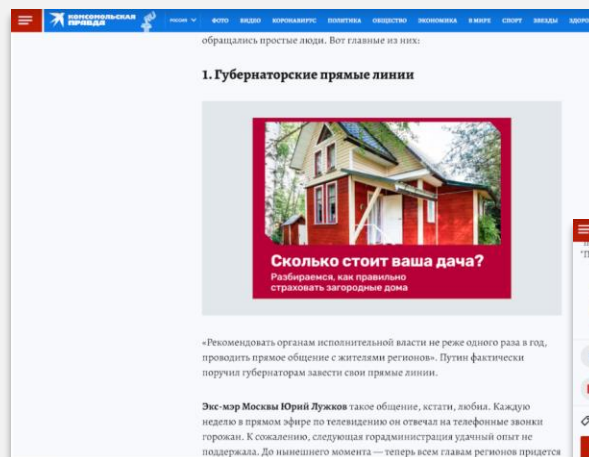 КОМСОМОЛЬСКАЯ
ПРАВДА
РОССИЯ ФОТО ВИДЕО КОРОНАВИРУС ПОЛИТИКА ОБЩЕСТВО ЭКОНОМИКА В МИРЕ СПОРТ ЗВЕЗДЫ ЗДОРО
обращались простые люди. Вот главные из них:
1. Губернаторские прямые линии
Сколько стоит ваша дача?
Разбираемся, как правильно
страховать загородные дома
«Рекомендовать органам исполнительной власти не реже одного раза в год,
проводить прямое общение с жителями регионов». Путин фактически
поручил губернаторам завести свои прямые линии.
Экс-мэр Москвы Юрий Лужков такое общение, кстати, любил. Каждую
неделю в прямом эфире по телевидению он отвечал на телефонные звонки
горожан. К сожалению, следующая горадминистрация удачный опыт не
поддержала. До нынешнего момента — теперь всем главам регионов придется